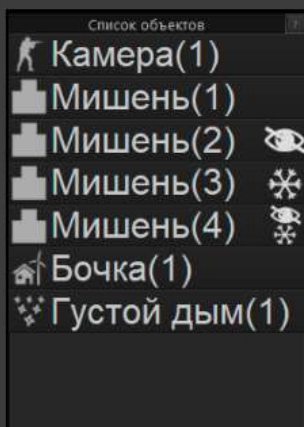 Список объектов
Камера(1)
Мишень(1)
Мишень(2)
Мишень(3)
Мишень(4)
Бочка(1)
Густой дым(1)